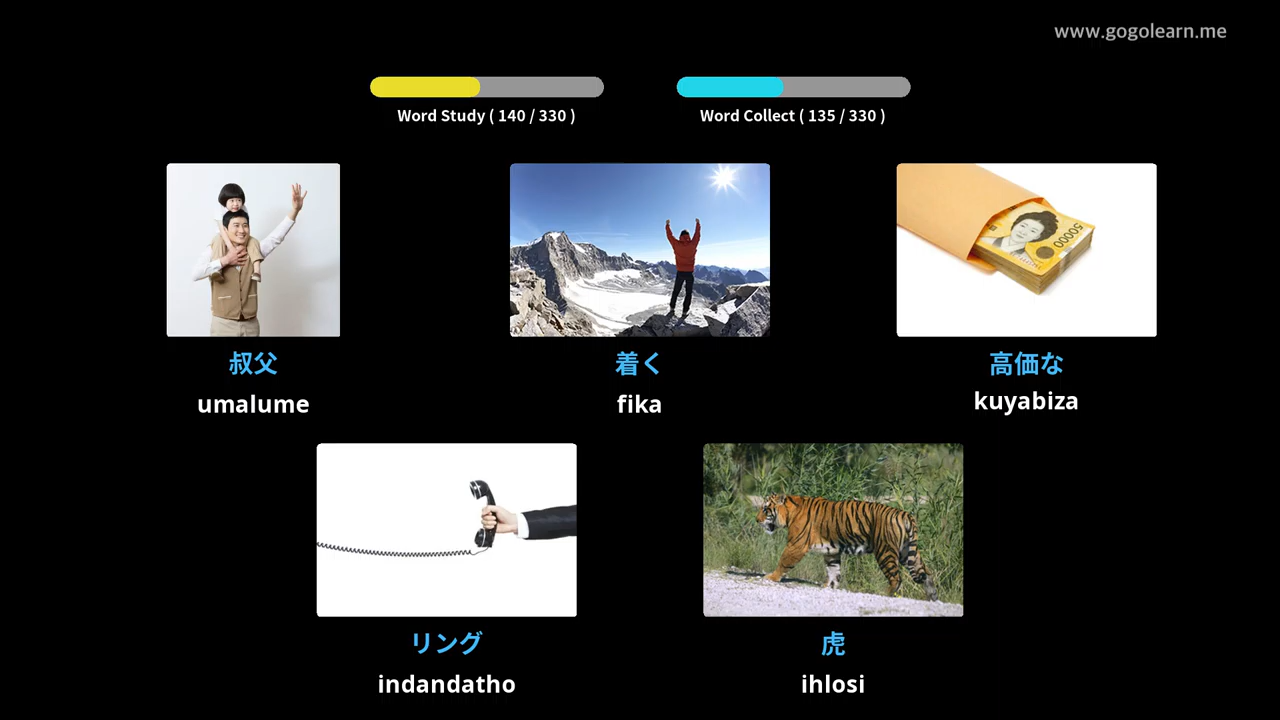 www.gogolearn.me
Word Study ( 140 / 330 )
Word Collect ( 135 / 330 )
叔父
umalume
着く
fika
50000
高価な
kuyabiza
リング
indandatho
虎
ihlosi